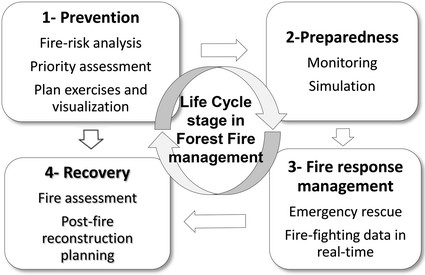 1- Prevention
Fire-risk analysis
Priority assessment
Plan exercises and
visualization
2-Preparedness
Monitoring
Simulation
Life Cycle
stage in
Forest Fire
management
4- Recovery
Fire assessment
Post-fire
reconstruction
planning
3- Fire response
management
Emergency rescue
Fire-fighting data in
real-time